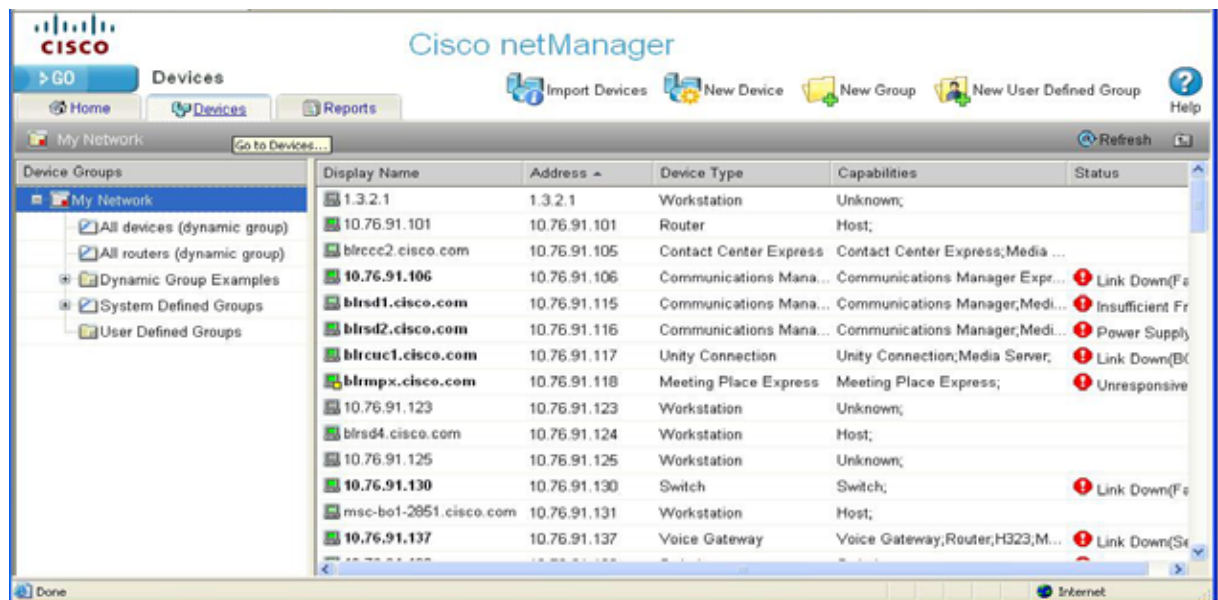 CISCO
Cisco netManager
GO Devices
Import Devices New Device New Group New User Defined Group Help
Home Devices Reports
My Network Go to Devices... Refresh
Device Groups Display Name Address Device Type Capabilities Status
My Network 1.3.2.1 1.3.2.1 Workstation Unknown;
All devices (dynamic group) 10.76.91.101 10.76.91.101 Router Host;
All routers (dynamic group) blrccc2.cisco.com 10.76.91.105 Contact Center Express Contact Center Express;Media ...
Dynamic Group Examples 10.76.91.106 10.76.91.106 Communications Mana... Communications Manager Expr... Link Down(Fa
System Defined Groups blrsd1.cisco.com 10.76.91.115 Communications Mana... Communications Manager;Medi... Insufficient Fr
User Defined Groups blrsd2.cisco.com 10.76.91.116 Communications Mana... Communications Manager;Medi... Power Supply
blrcuc1.cisco.com 10.76.91.117 Unity Connection Unity Connection;Media Server; Link Down(BO
blrmpx.cisco.com 10.76.91.118 Meeting Place Express Meeting Place Express; Unresponsive
10.76.91.123 10.76.91.123 Workstation Unknown;
blrsd4.cisco.com 10.76.91.124 Workstation Host;
10.76.91.125 10.76.91.125 Workstation Unknown;
10.76.91.130 10.76.91.130 Switch Switch; Link Down(Fa
msc-bo1-2851.cisco.com 10.76.91.131 Workstation Host;
10.76.91.137 10.76.91.137 Voice Gateway Voice Gateway;Router;H323;M... Link Down(Se
Done Internet